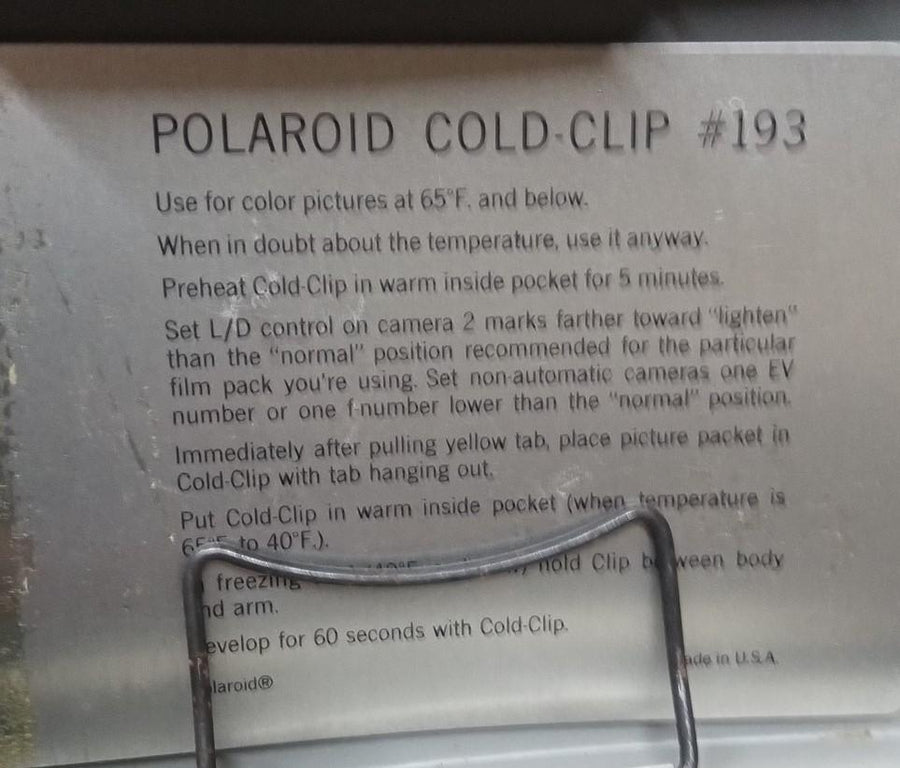 POLAROID COLD-CLIP #193
Use for color pictures at 65°F. and below.
When in doubt about the temperature, use it anyway.
Preheat Cold-Clip in warm inside pocket for 5 minutes.
Set L/D control on camera 2 marks farther toward "lighten"
than the "normal" position recommended for the particular
film pack you're using. Set non-automatic cameras one EV
number or one f-number lower than the "normal" position.
Immediately after pulling yellow tab, place picture packet in
Cold-Clip with tab hanging out.
Put Cold-Clip in warm inside pocket (when temperature is
65°F to 40°F.).
freezing 40°F hold Clip between body
nd arm.
evelop for 60 seconds with Cold-Clip.
ade in U.S.A.
laroid®